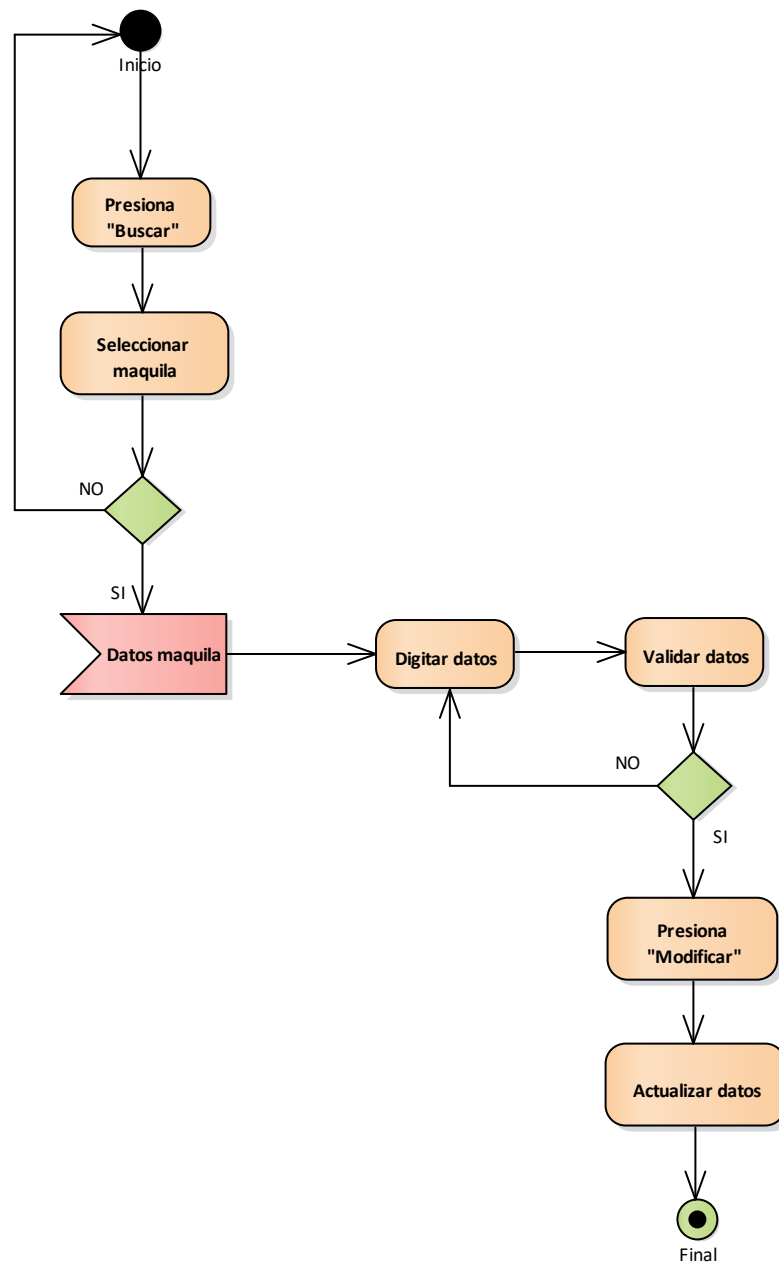 Inicio
Presiona
"Buscar"
Seleccionar
maquila
NO
SI
Datos maquila
Digitar datos
Validar datos
NO
SI
Presiona
"Modificar"
Actualizar datos
Final